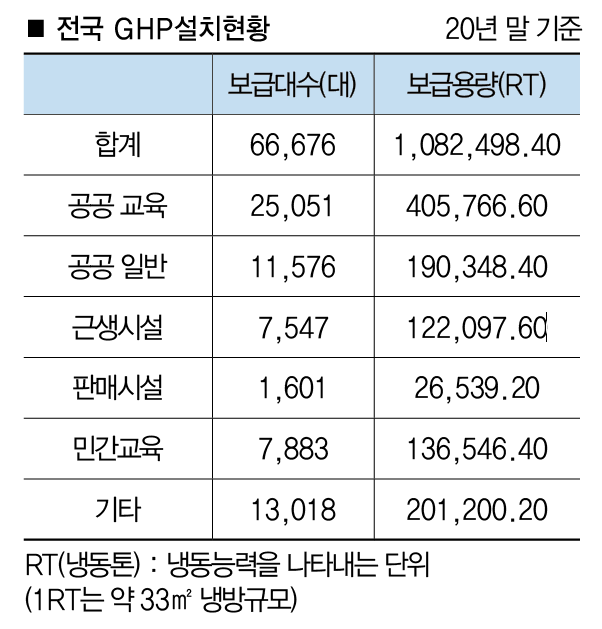 ■ 전국 GHP설치현황 20년 말 기준
보급대수(대) 보급용량(RT)
합계 66,676 1,082,498.40
공공 교육 25,051 405,766.60
공공 일반 11,576 190,348.40
근생시설 7,547 122,097.60
판매시설 1,601 26,539.20
민간교육 7,883 136,546.40
기타 13,018 201,200.20
RT(냉동톤) : 냉동능력을 나타내는 단위
(1RT는 약 33㎡ 냉방규모)